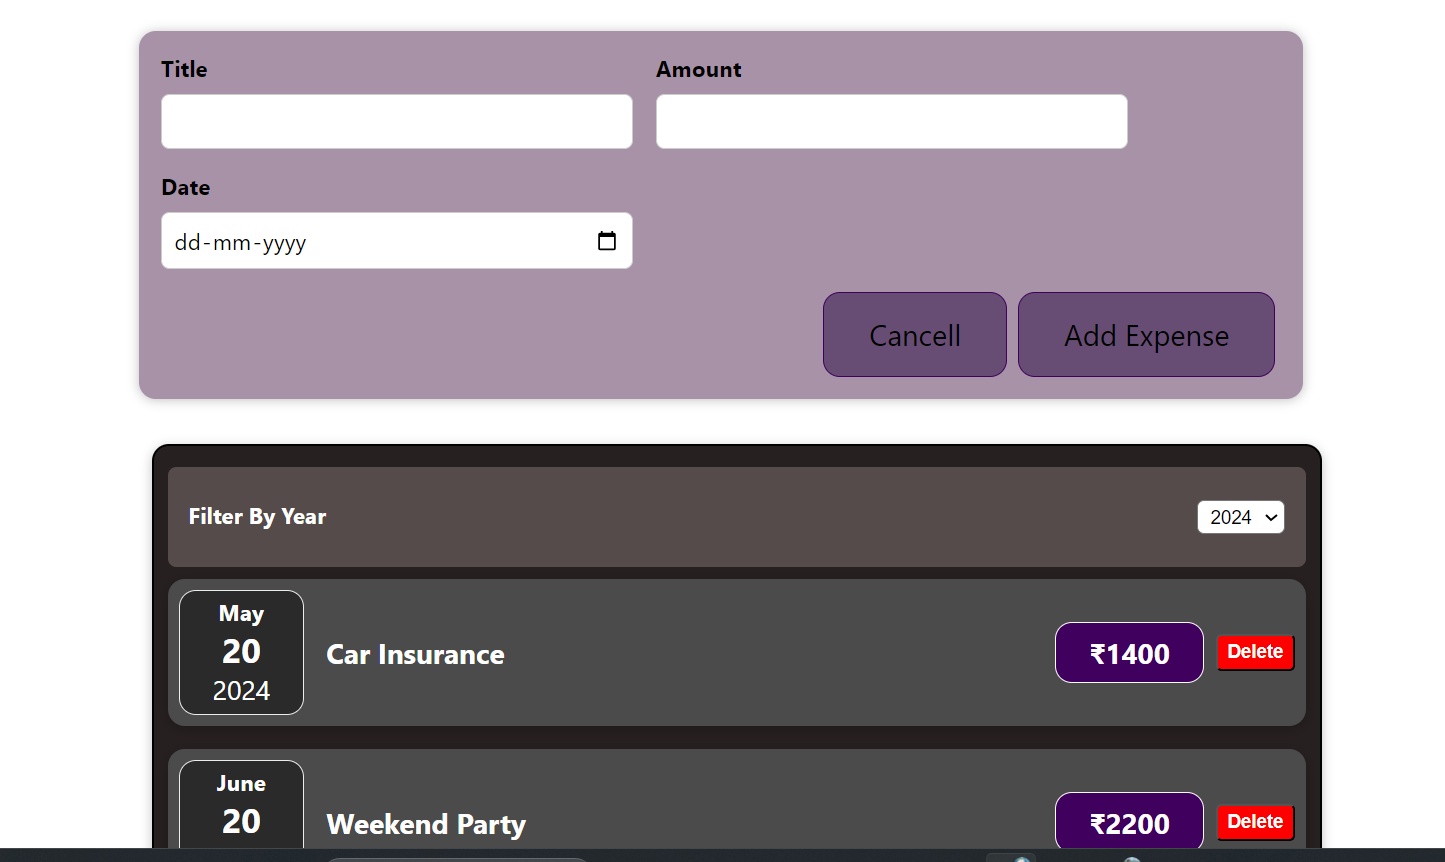 Title Amount
Date
dd-mm-yyyy
Cancell Add Expense
Filter By Year 2024
May
20
2024
Car Insurance ₹1400 Delete
June
20
Weekend Party ₹2200 Delete